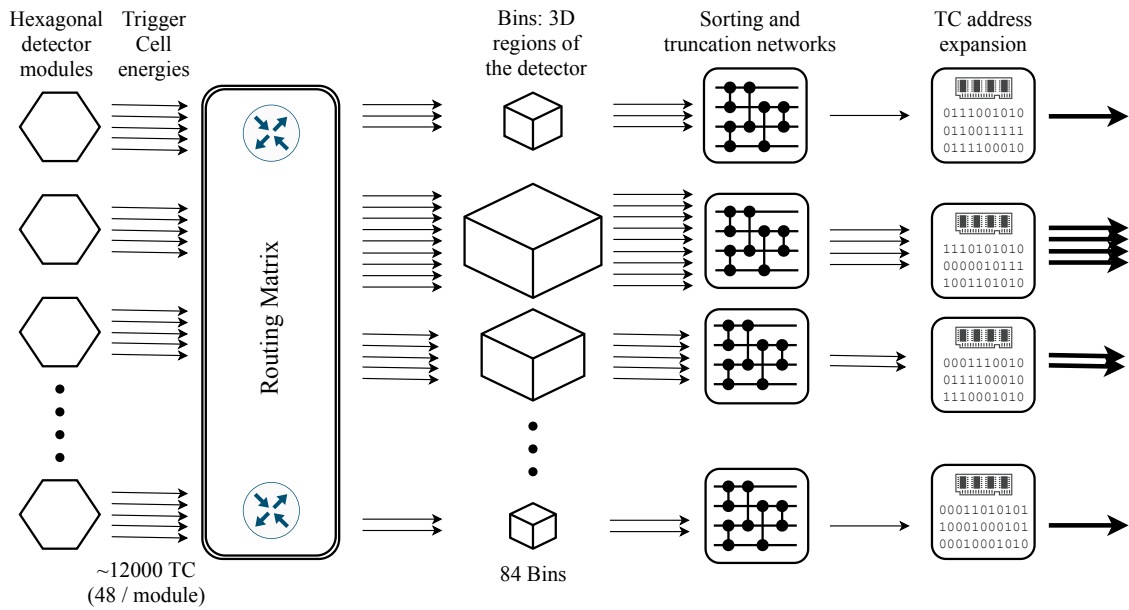 Hexagonal
detector
modules
Trigger
Cell
energies
Bins: 3D
regions of
the detector
Sorting and
truncation networks
TC address
expansion
0111001010
0110011111
0111100010
Routing Matrix
1110101010
0000010111
1001101010
0001110010
0111100010
1110001010
00011010101
10001000101
00010001010
~12000 TC
(48 / module)
84 Bins